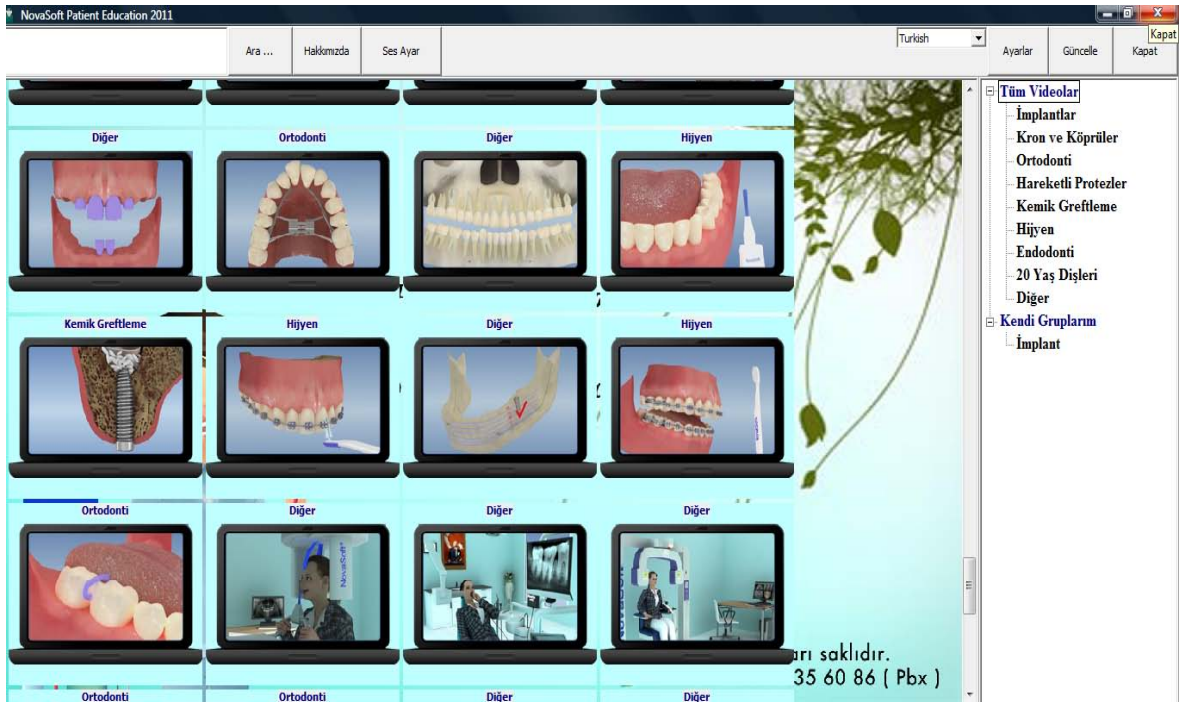 NovaSoft Patient Education 2011
Ara ...
Hakkımızda
Ses Ayar
Turkish
Ayarlar
Güncelle
Kapat
Kapat
Diğer
Ortodonti
Diğer
Hijyen
Kemik Greftleme
Hijyen
Diğer
Hijyen
Ortodonti
Diğer
Diğer
Diğer
NovaSoft
NovaSoft
Ortodonti
Ortodonti
Diğer
Diğer
arı saklıdır.
35 60 86 ( Pbx )
Tüm Videolar
İmplantlar
Kron ve Köprüler
Ortodonti
Hareketli Protezler
Kemik Greftleme
Hijyen
Endodonti
20 Yaş Dişleri
Diğer
Kendi Gruplarım
İmplant